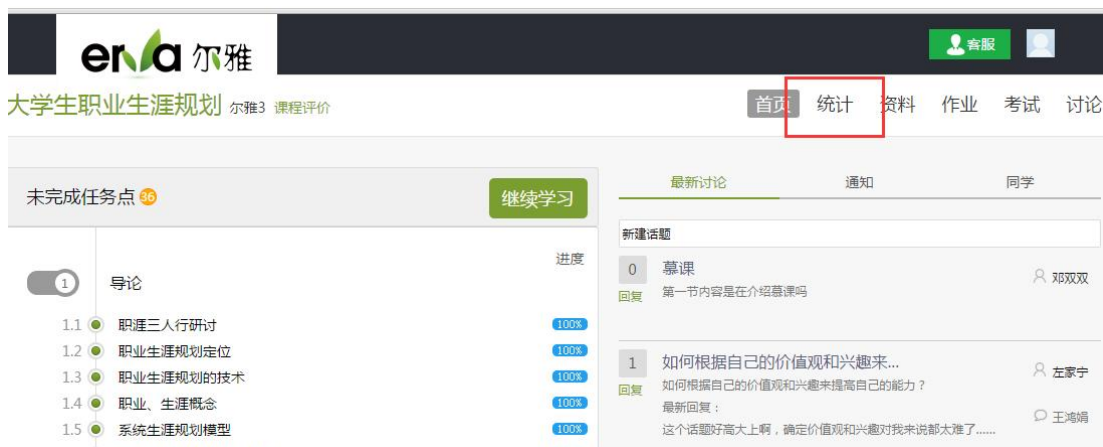 erya 尔雅
客服
大学生职业生涯规划 尔雅3 课程评价
首页 统计 资料 作业 考试 讨论
未完成任务点 36
继续学习
进度
1 导论
1.1 职涯三人行研讨 100%
1.2 职业生涯规划定位 100%
1.3 职业生涯规划的技术 100%
1.4 职业、生涯概念 100%
1.5 系统生涯规划模型 100%
最新讨论 通知 同学
新建话题
0 慕课 邓双双
回复 第一节内容是在介绍慕课吗
1 如何根据自己的价值观和兴趣来... 左家宁
回复 如何根据自己的价值观和兴趣来提高自己的能力？
最新回复： 王鸿娟
这个话题好高大上啊，确定价值观和兴趣对我来说都太难了......